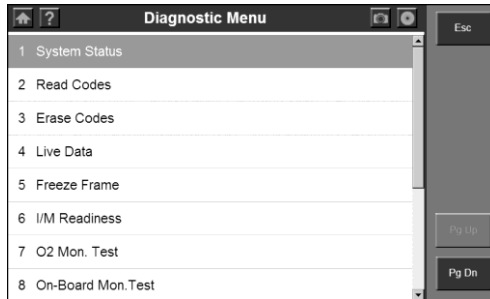 ?
Diagnostic Menu
Esc
1 System Status
2 Read Codes
3 Erase Codes
4 Live Data
5 Freeze Frame
6 I/M Readiness
7 O2 Mon. Test
8 On-Board Mon.Test
Pg Up
Pg Dn